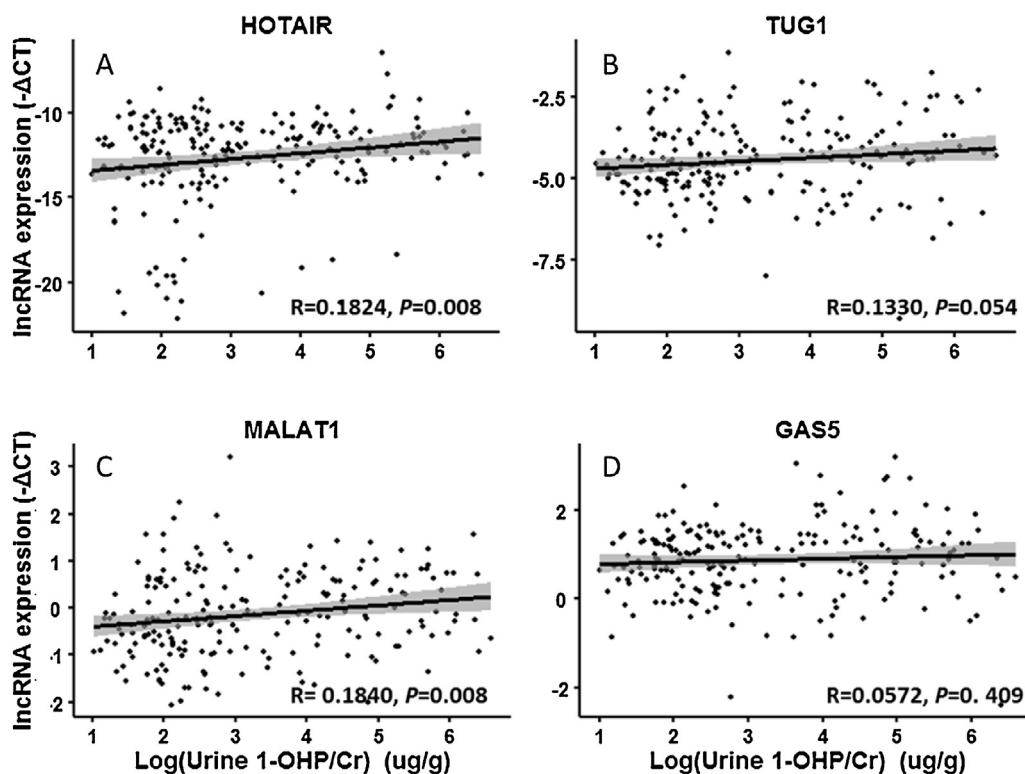 HOTAIR
TUG1
A
B
lncRNA expression (-ΔCT)
-10
-15
-20
-2.5
-5.0
-7.5
R=0.1824, P=0.008
R=0.1330, P=0.054
1 2 3 4 5 6
1 2 3 4 5 6
MALAT1
GAS5
C
D
lncRNA expression (-ΔCT)
3
2
1
0
-1
-2
2
0
-2
R= 0.1840, P=0.008
R=0.0572, P=0. 409
1 2 3 4 5 6
1 2 3 4 5 6
Log(Urine 1-OHP/Cr) (ug/g)
Log(Urine 1-OHP/Cr) (ug/g)